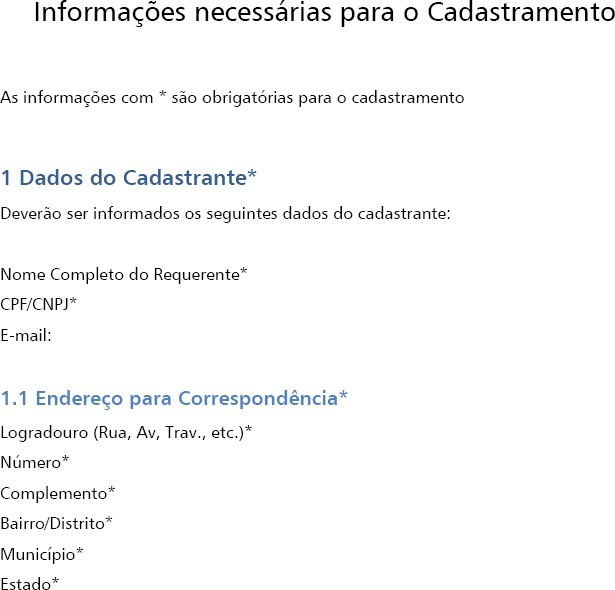 Informações necessárias para o Cadastramento
As informações com * são obrigatórias para o cadastramento
1 Dados do Cadastrante*
Deverão ser informados os seguintes dados do cadastrante:
Nome Completo do Requerente*
CPF/CNPJ*
E-mail:
1.1 Endereço para Correspondência*
Logradouro (Rua, Av, Trav., etc.)*
Número*
Complemento*
Bairro/Distrito*
Município*
Estado*